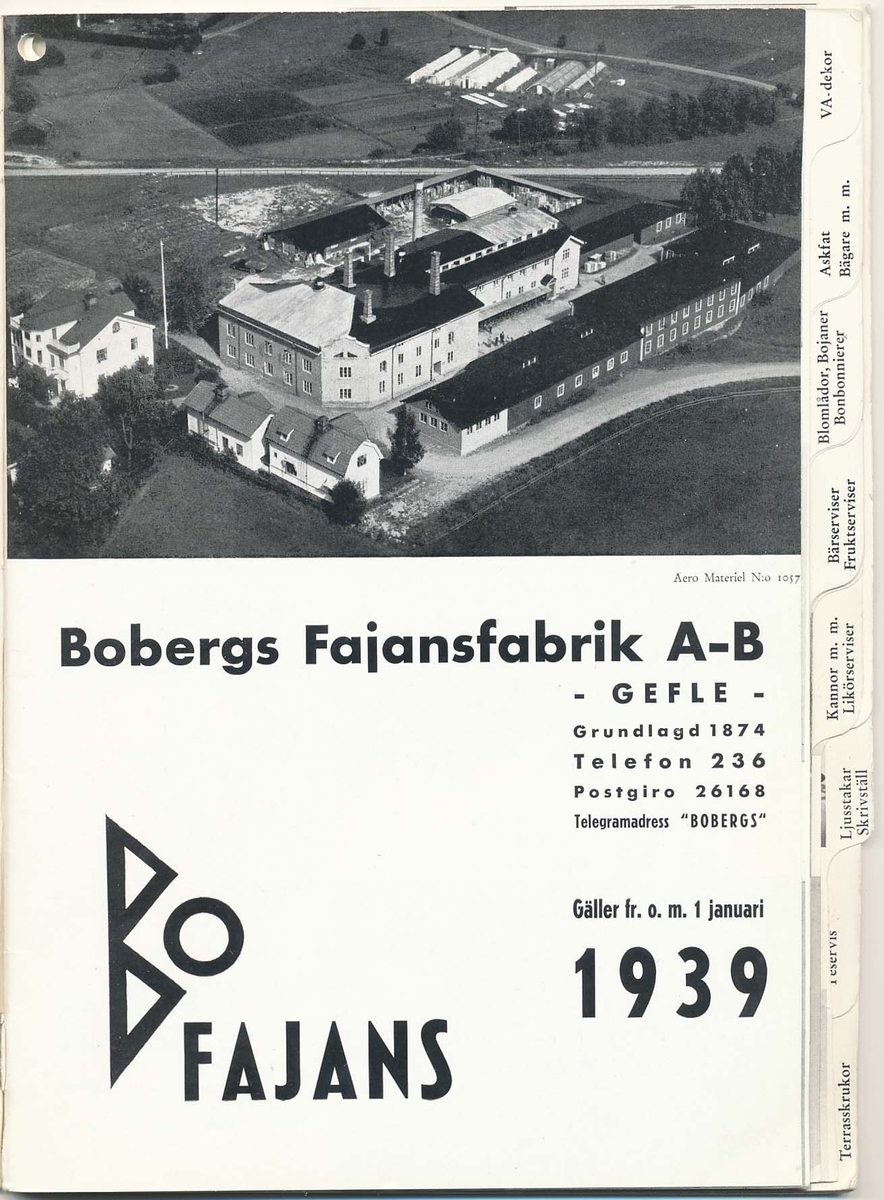 Aero Materiel N:o 1057
Bobergs Fajansfabrik A-B
- GEFLE -
Grundlagd 1874
Telefon 236
Postgiro 26168
Telegramadress "BOBERGS"
Gäller fr. o. m. 1 januari
1939
BO
FAJANS
VA-dekor
Askfat
Bägare m. m.
Blomlådor, Bojaner
Bonbonnierer
Bärserviser
Fruktserviser
Kannor m. m.
Likörserviser
Ljusstakar
Skrivställ
Teservis
Terrasskrukor